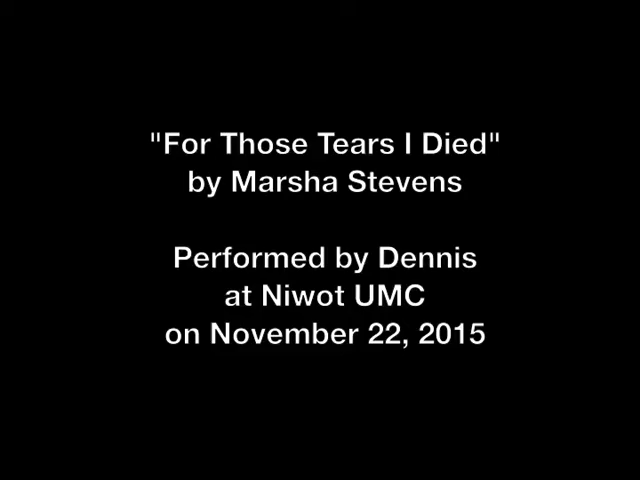 "For Those Tears I Died"
by Marsha Stevens
Performed by Dennis
at Niwot UMC
on November 22, 2015